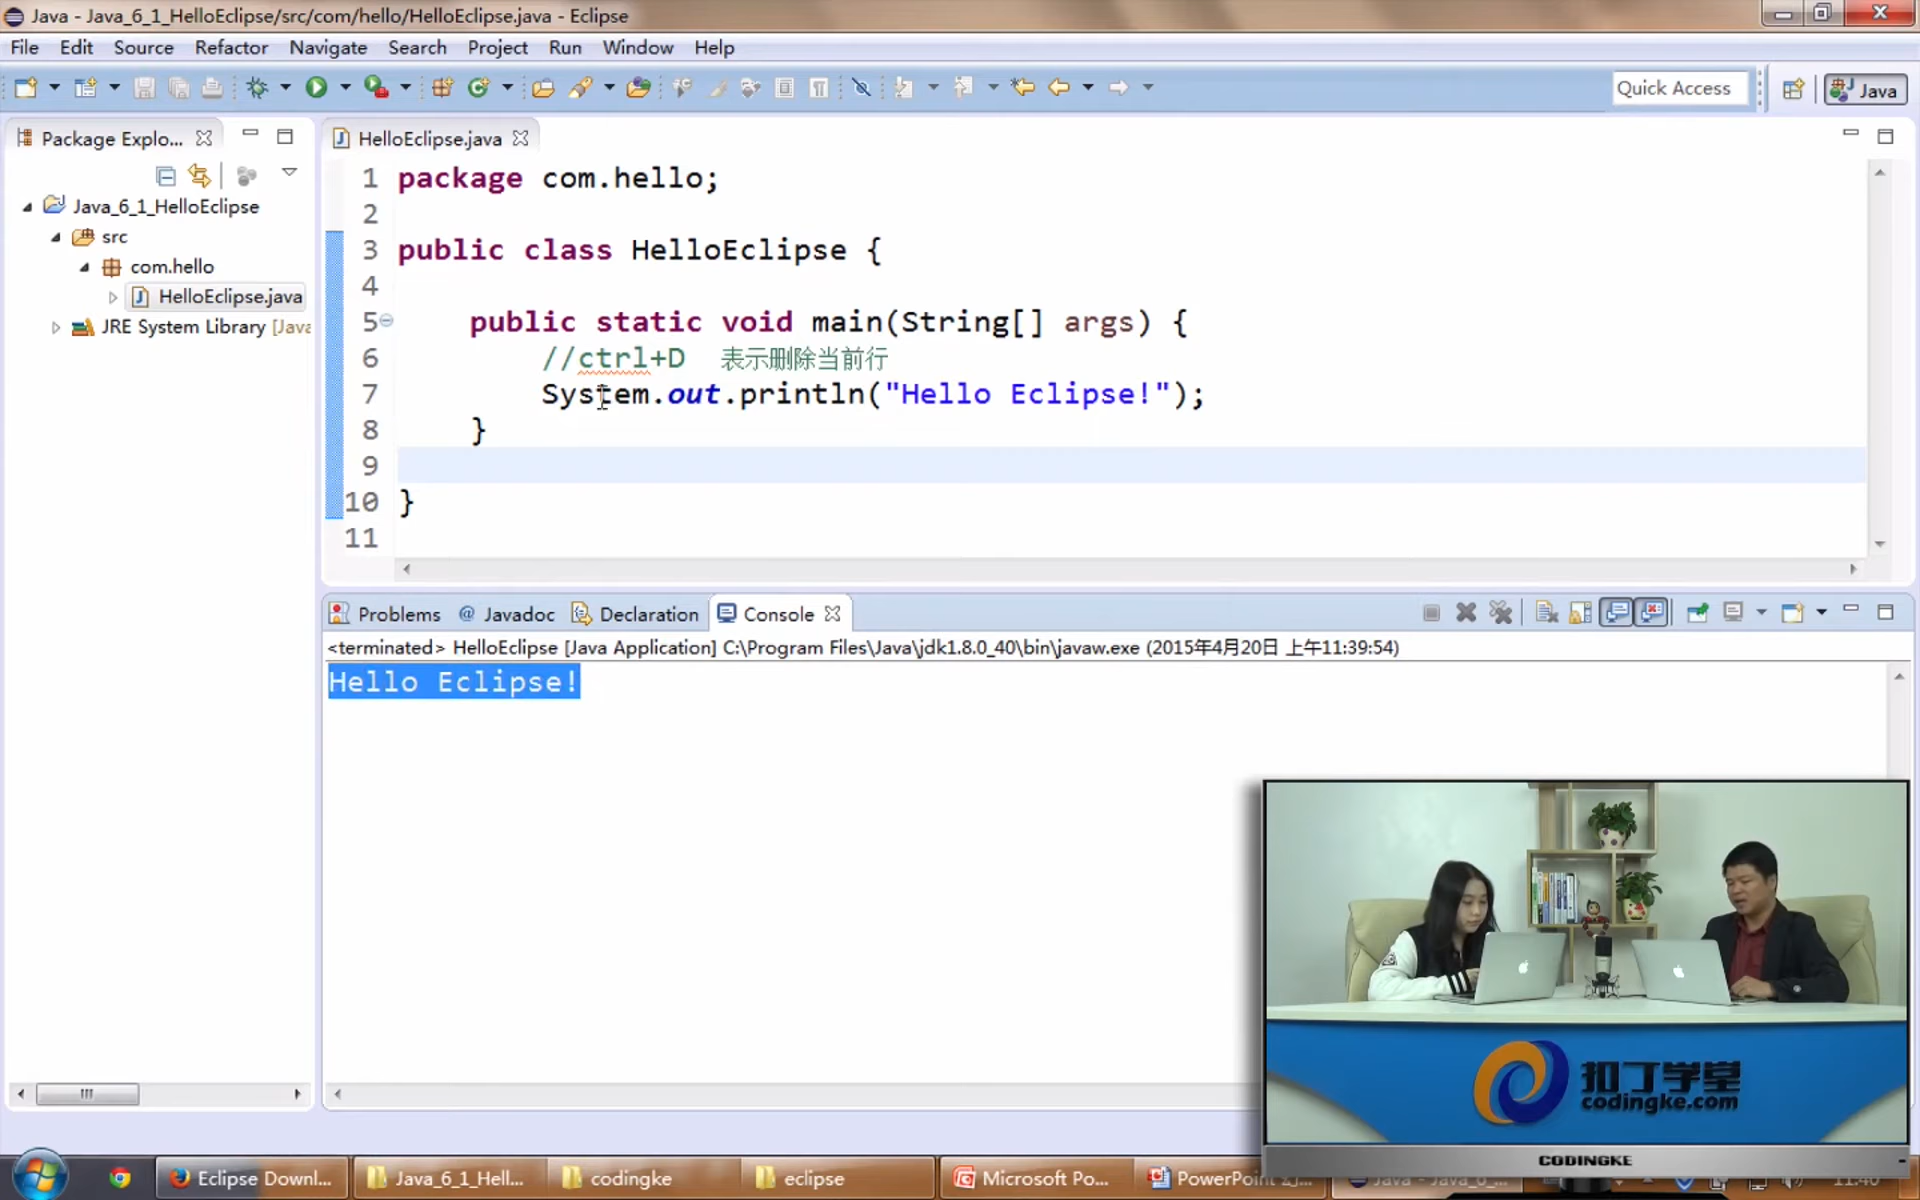 Java - Java_6_1_HelloEclipse/src/com/hello/HelloEclipse.java - Eclipse
File Edit Source Refactor Navigate Search Project Run Window Help
Quick Access
Java
Package Explo...
HelloEclipse.java
Java_6_1_HelloEclipse
src
com.hello
HelloEclipse.java
JRE System Library [Java
1 package com.hello;
2
3 public class HelloEclipse {
4
5 public static void main(String[] args) {
6 //ctrl+D 表示删除当前行
7 System.out.println("Hello Eclipse!");
8 }
9
10 }
11
Problems @ Javadoc Declaration Console
<terminated> HelloEclipse [Java Application] C:\Program Files\Java\jdk1.8.0_40\bin\javaw.exe (2015年4月20日 上午11:39:54)
Hello Eclipse!
扣丁学堂
codingke.com
CODINGKE
Eclipse Downl...
Java_6_1_Hell...
codingke
eclipse
Microsoft Po...
PowerPoint